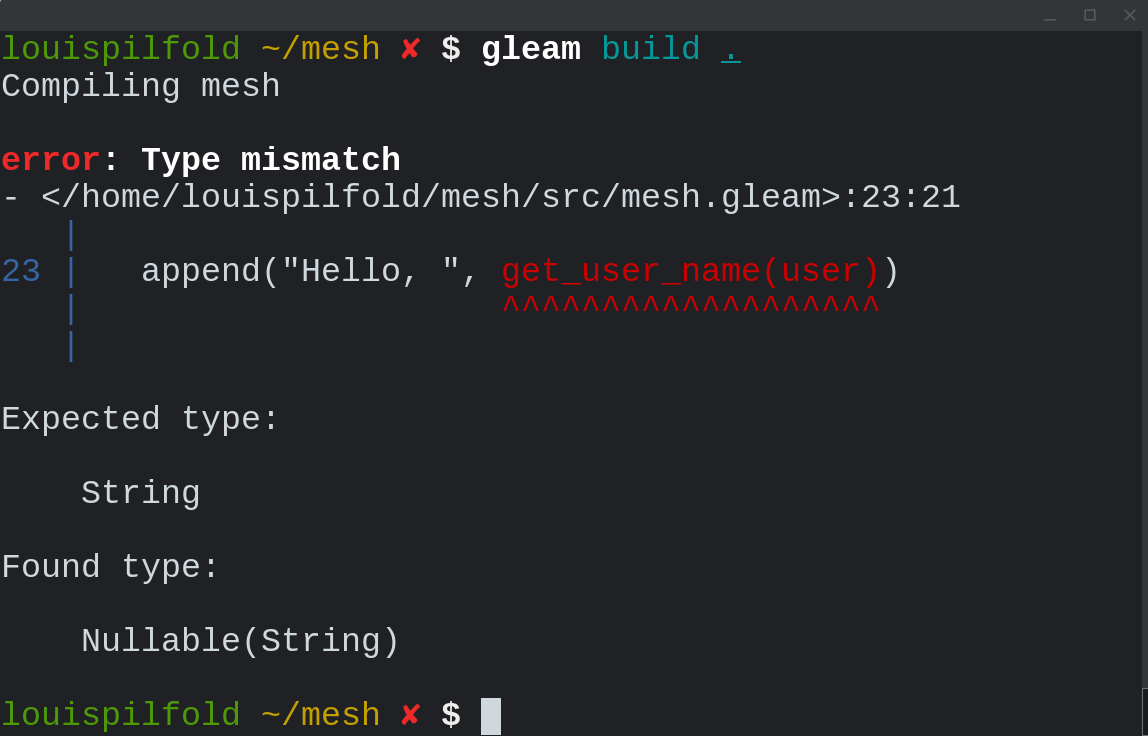 louispilfold ~/mesh ✘ $ gleam build .
Compiling mesh
error: Type mismatch
- </home/louispilfold/mesh/src/mesh.gleam>:23:21
   |
23 |   append("Hello, ", get_user_name(user))
   |                     ^^^^^^^^^^^^^^^^^^^
   |
Expected type:
    String
Found type:
    Nullable(String)
louispilfold ~/mesh ✘ $